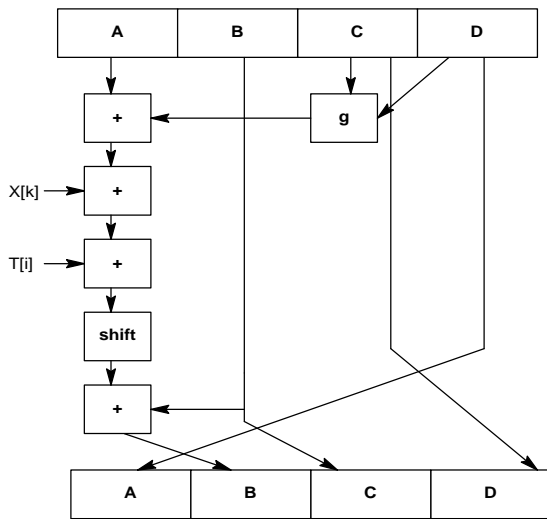 A B C D
+ g
X[k] +
T[i] +
shift
+
A B C D